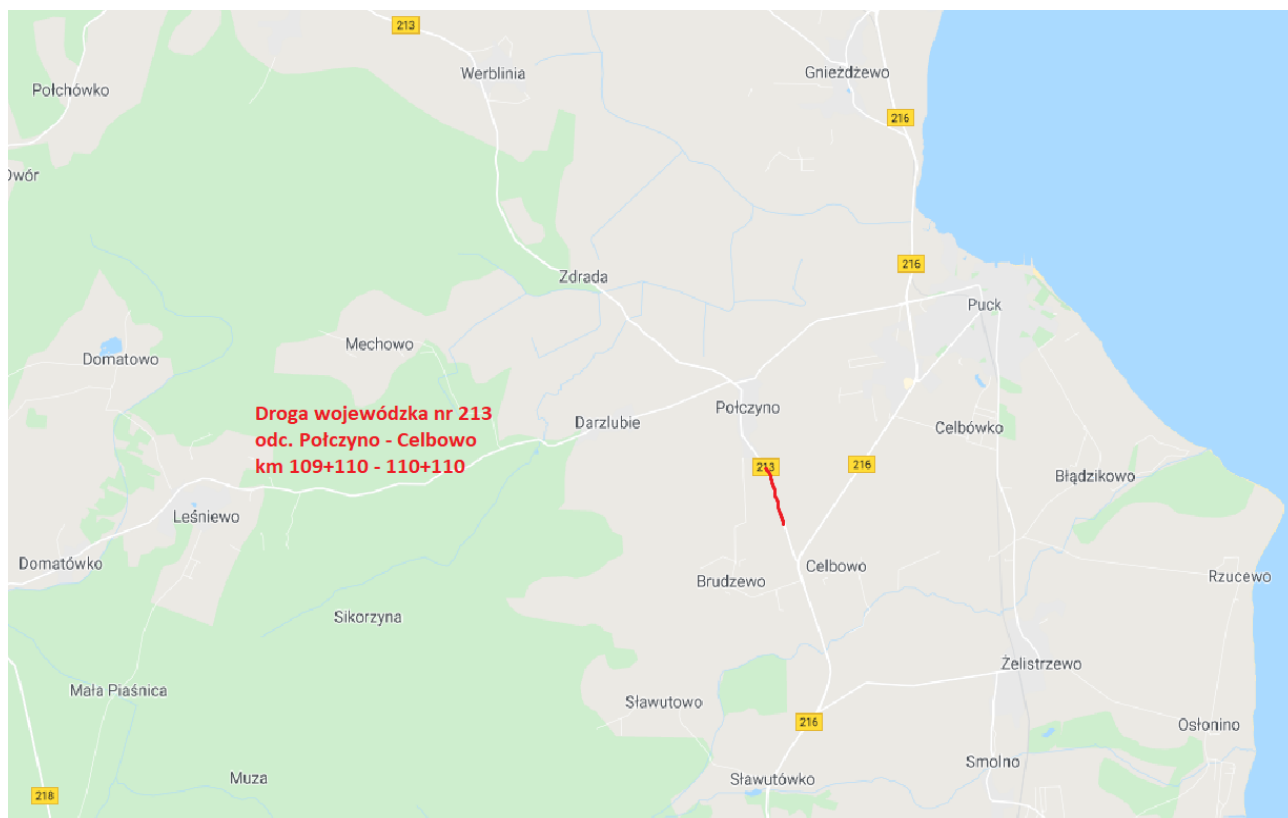 213
Werblinia
Gnieżdżewo
Połchówko
216
Dwór
216
Zdrada
Puck
Mechowo
Domatowo
Połczyno
Droga wojewódzka nr 213
odc. Połczyno - Celbowo
km 109+110 - 110+110
Darzlubie
Celbówko
213
216
Błądzikowo
Leśniewo
Domatówko
Brudzewo
Celbowo
Rzucewo
Sikorzyna
Żelistrzewo
Mała Piaśnica
Sławutowo
216
Osłonino
Smolno
Muza
Sławutówko
218